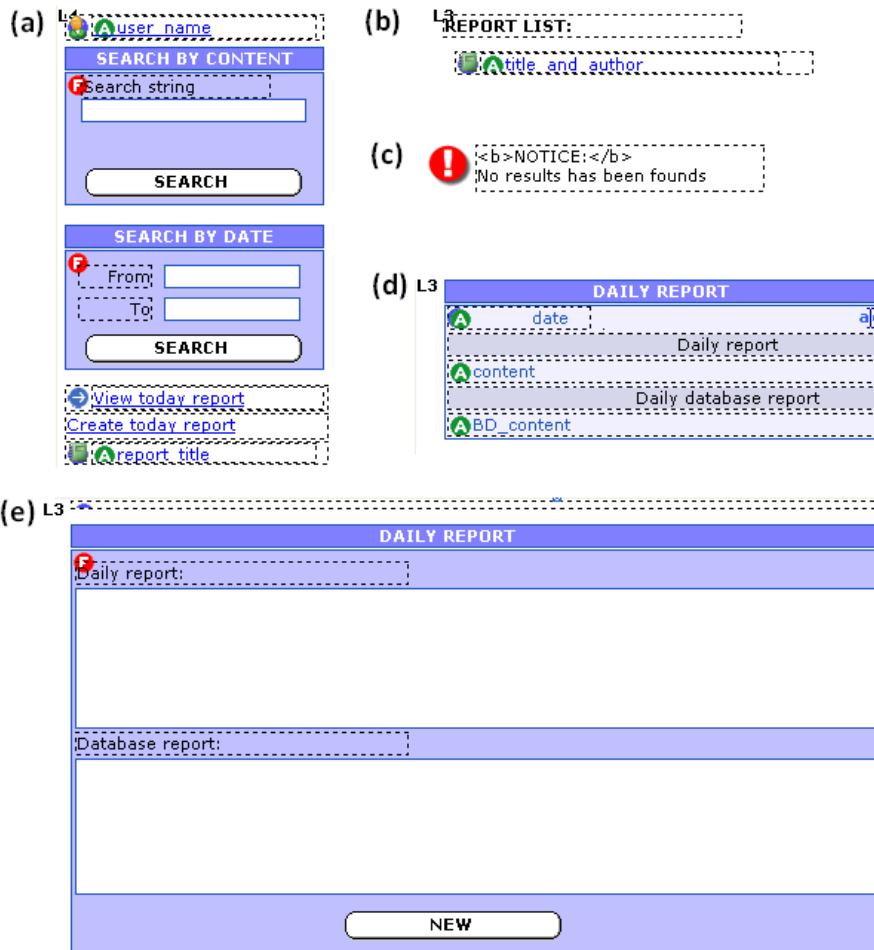 (a)
L4
A user_name
SEARCH BY CONTENT
F Search string
SEARCH
SEARCH BY DATE
F From
To
SEARCH
View today report
Create today report
A report_title
(b)
L3
REPORT LIST:
A title_and_author
(c)
! <b>NOTICE:</b>
No results has been founds
(d)
L3
DAILY REPORT
A date
Daily report
A content
Daily database report
A BD_content
(e)
L3
DAILY REPORT
F Daily report:
Database report:
NEW